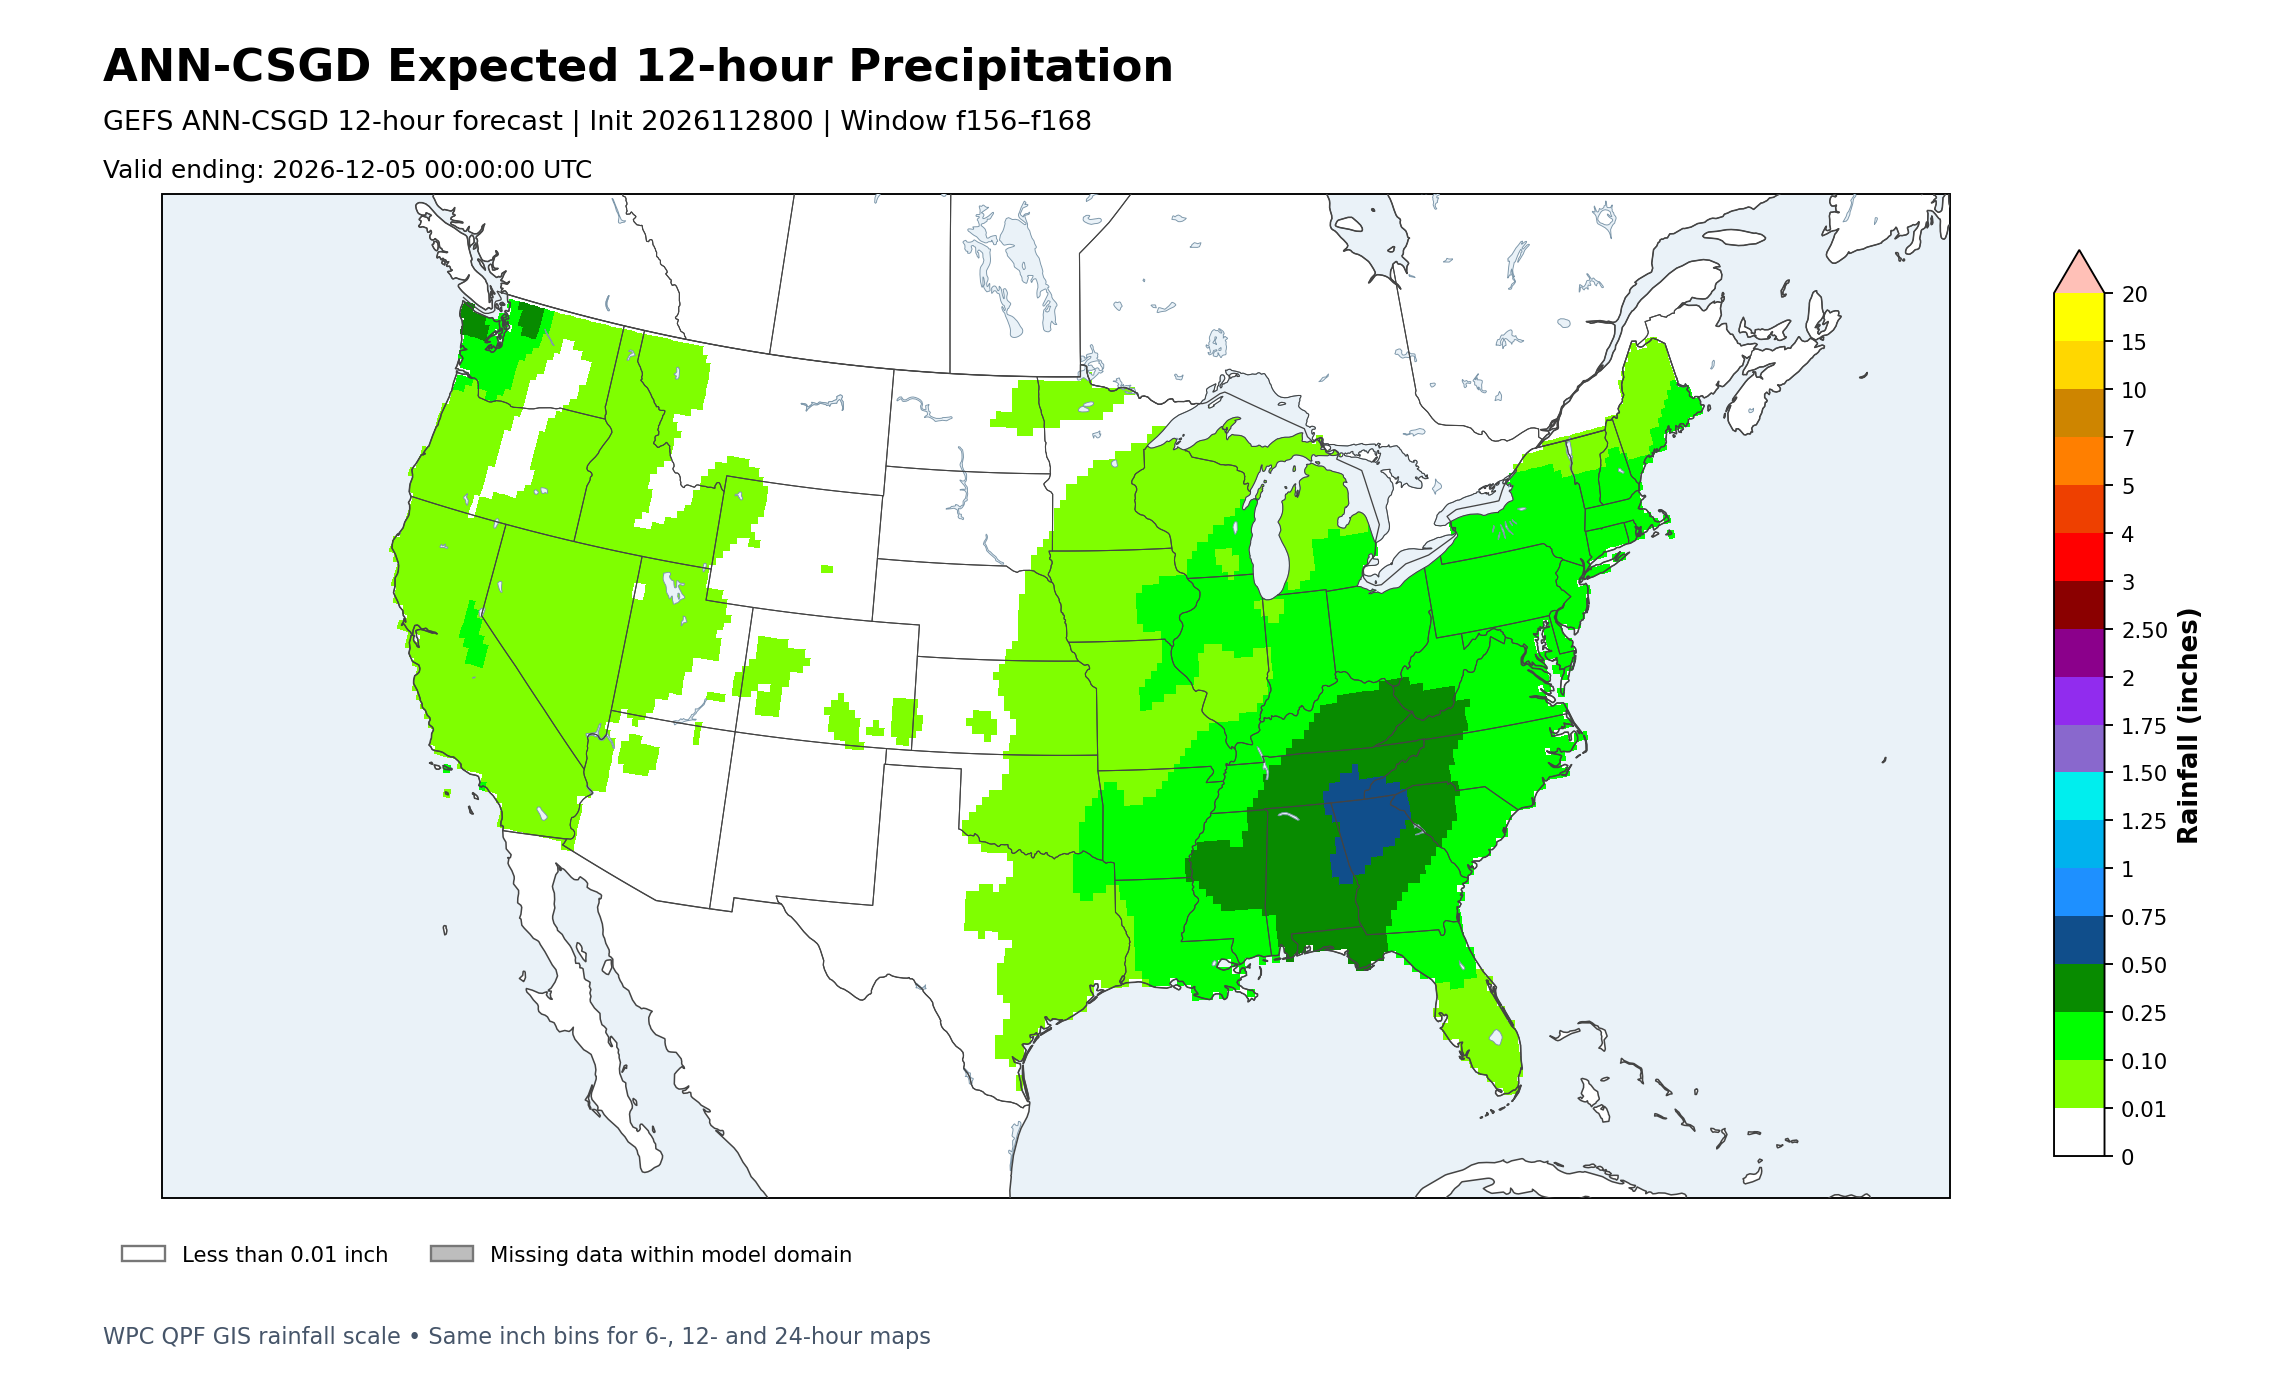 ANN-CSGD Expected 12-hour Precipitation
GEFS ANN-CSGD 12-hour forecast | Init 2026112800 | Window f156–f168
Valid ending: 2026-12-05 00:00:00 UTC
20
15
10
7
5
4
3
2.50
2
1.75
1.50
1.25
1
0.75
0.50
0.25
0.10
0.01
0
Rainfall (inches)
Less than 0.01 inch
Missing data within model domain
WPC QPF GIS rainfall scale • Same inch bins for 6-, 12- and 24-hour maps